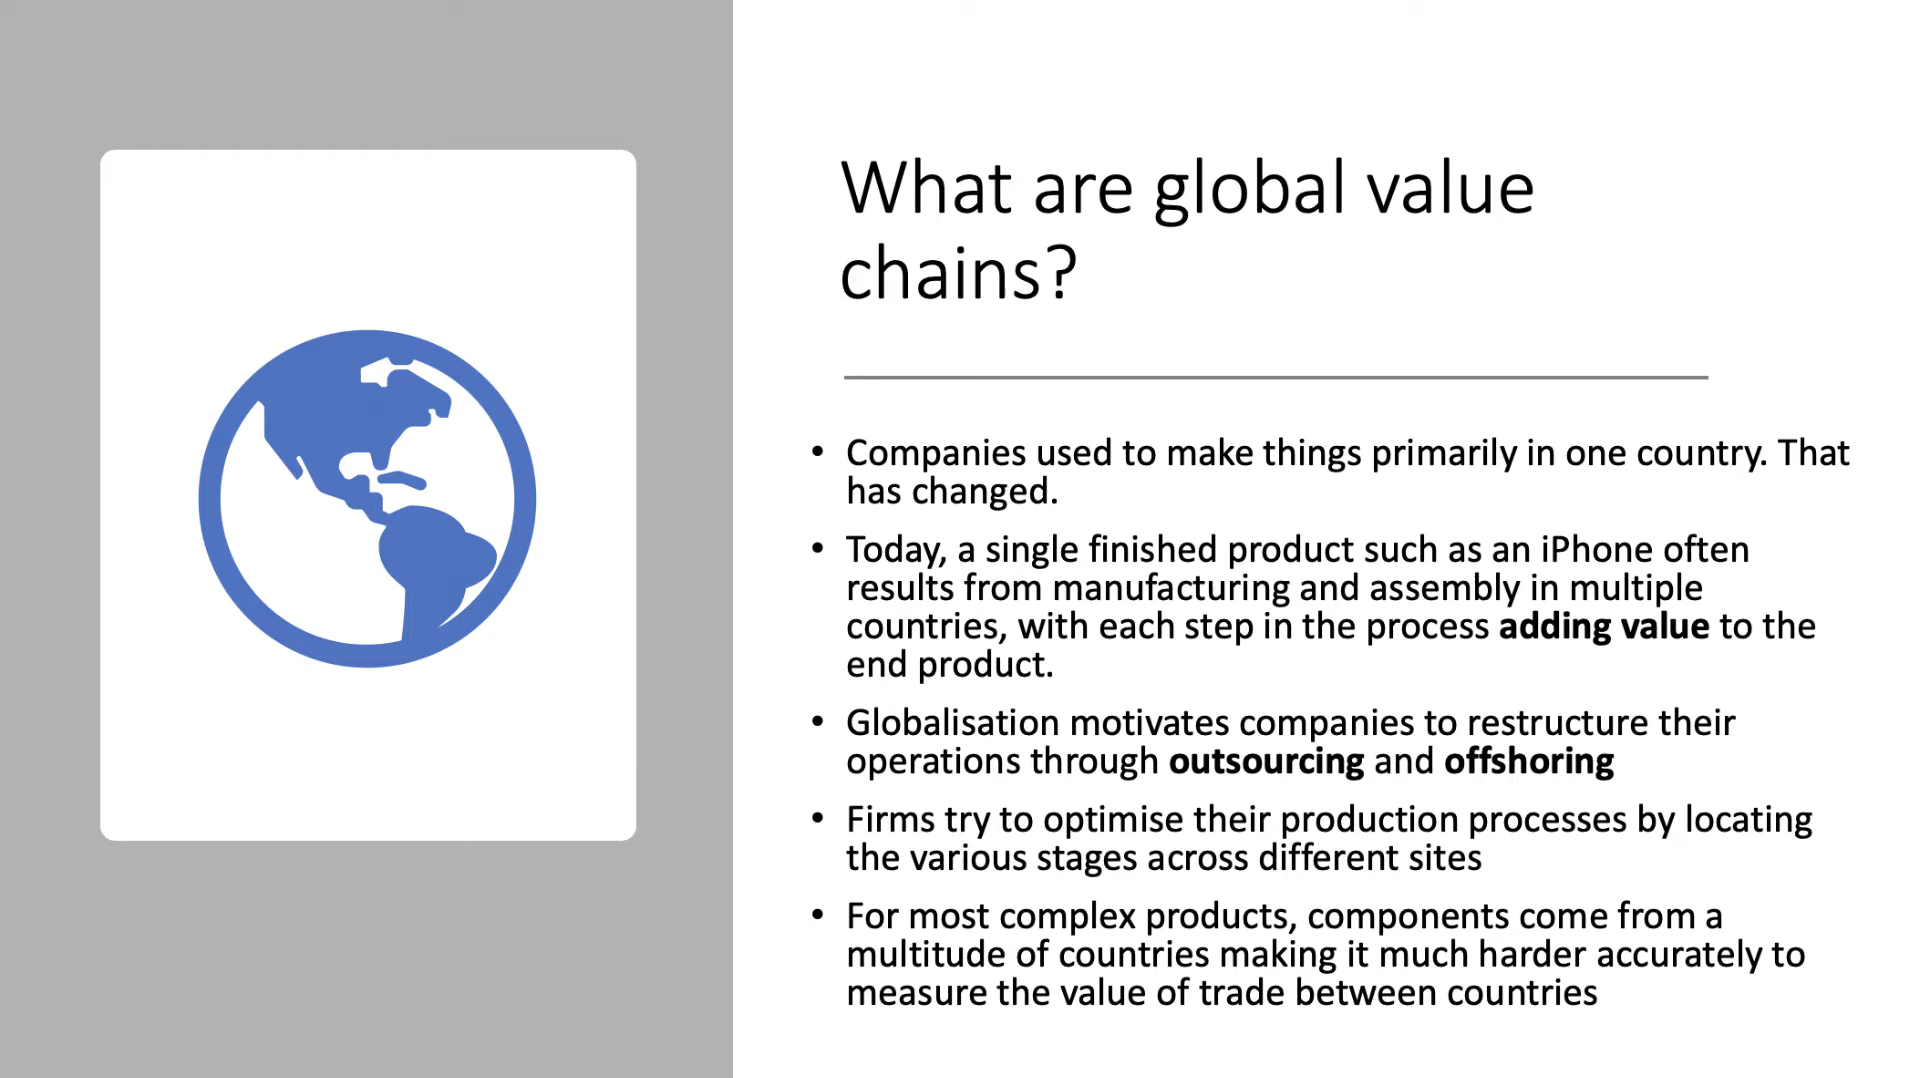 What are global value
chains?
• Companies used to make things primarily in one country. That
has changed.
• Today, a single finished product such as an iPhone often
results from manufacturing and assembly in multiple
countries, with each step in the process adding value to the
end product.
• Globalisation motivates companies to restructure their
operations through outsourcing and offshoring
• Firms try to optimise their production processes by locating
the various stages across different sites
• For most complex products, components come from a
multitude of countries making it much harder accurately to
measure the value of trade between countries